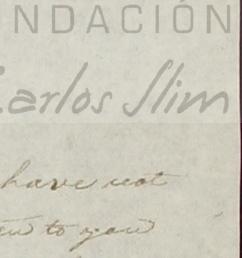 NDACIÓN
Carlos Slim
have not
to you